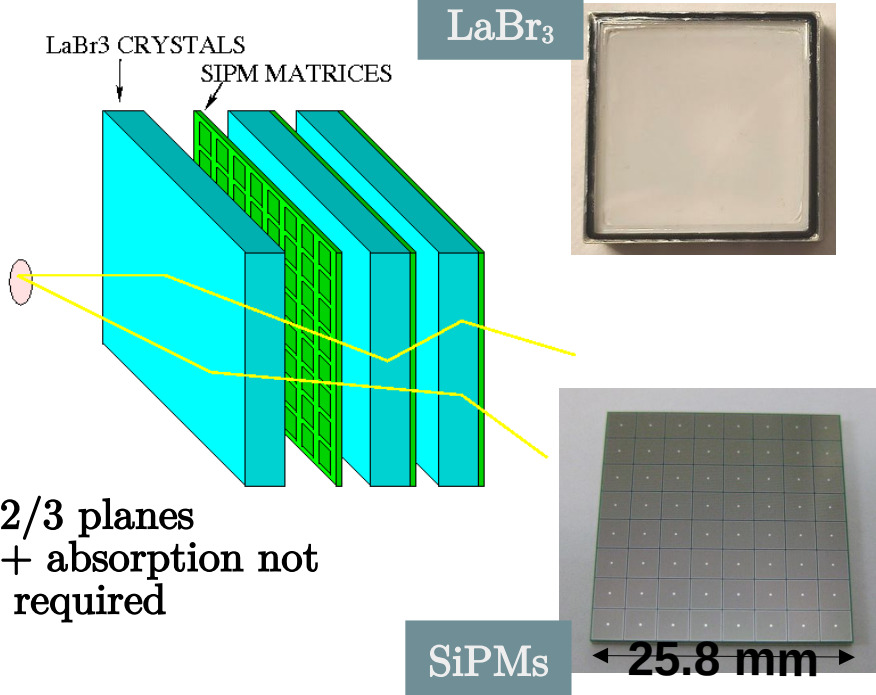 LaBr₃
LaBr3 CRYSTALS
SIPM MATRICES
2/3 planes
+ absorption not
required
SiPMs
25.8 mm